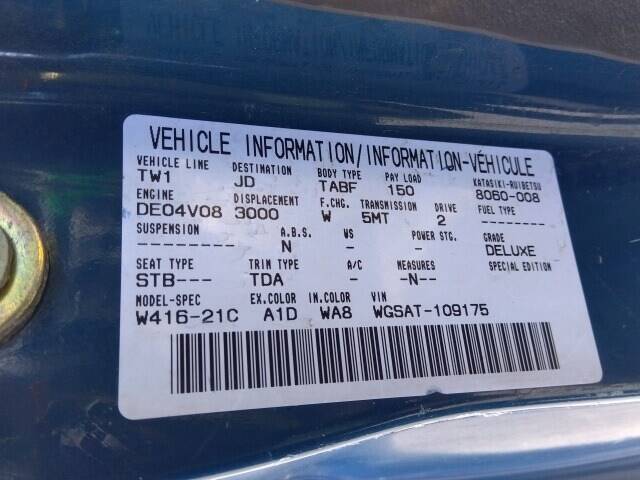 VEHICLE INFORMATION/INFORMATION-VÉHICULE
VEHICLE LINE DESTINATION BODY TYPE PAY LOAD KATASIKI-RUIBETSU
TW1 JD TABF 150 8060-008
ENGINE DISPLACEMENT F.CHG. TRANSMISSION DRIVE FUEL TYPE
DE04V08 3000 W 5MT 2 -------
SUSPENSION A.B.S. WS POWER STG. GRADE
-------- N - - DELUXE
SEAT TYPE TRIM TYPE A/C MEASURES SPECIAL EDITION
STB--- TDA - -N--
MODEL-SPEC EX.COLOR IN.COLOR VIN
W416-21C A1D WA8 WGSAT-109175